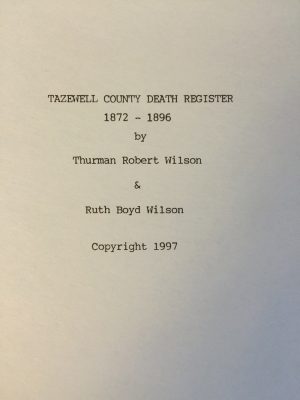 TAZEWELL COUNTY DEATH REGISTER
1872 - 1896
by
Thurman Robert Wilson
&
Ruth Boyd Wilson
Copyright 1997